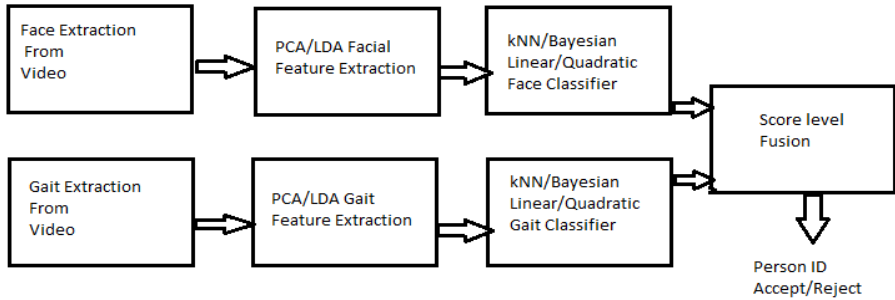 Face Extraction
From
Video
PCA/LDA Facial
Feature Extraction
kNN/Bayesian
Linear/Quadratic
Face Classifier
Score level
Fusion
Gait Extraction
From
Video
PCA/LDA Gait
Feature Extraction
kNN/Bayesian
Linear/Quadratic
Gait Classifier
Person ID
Accept/Reject